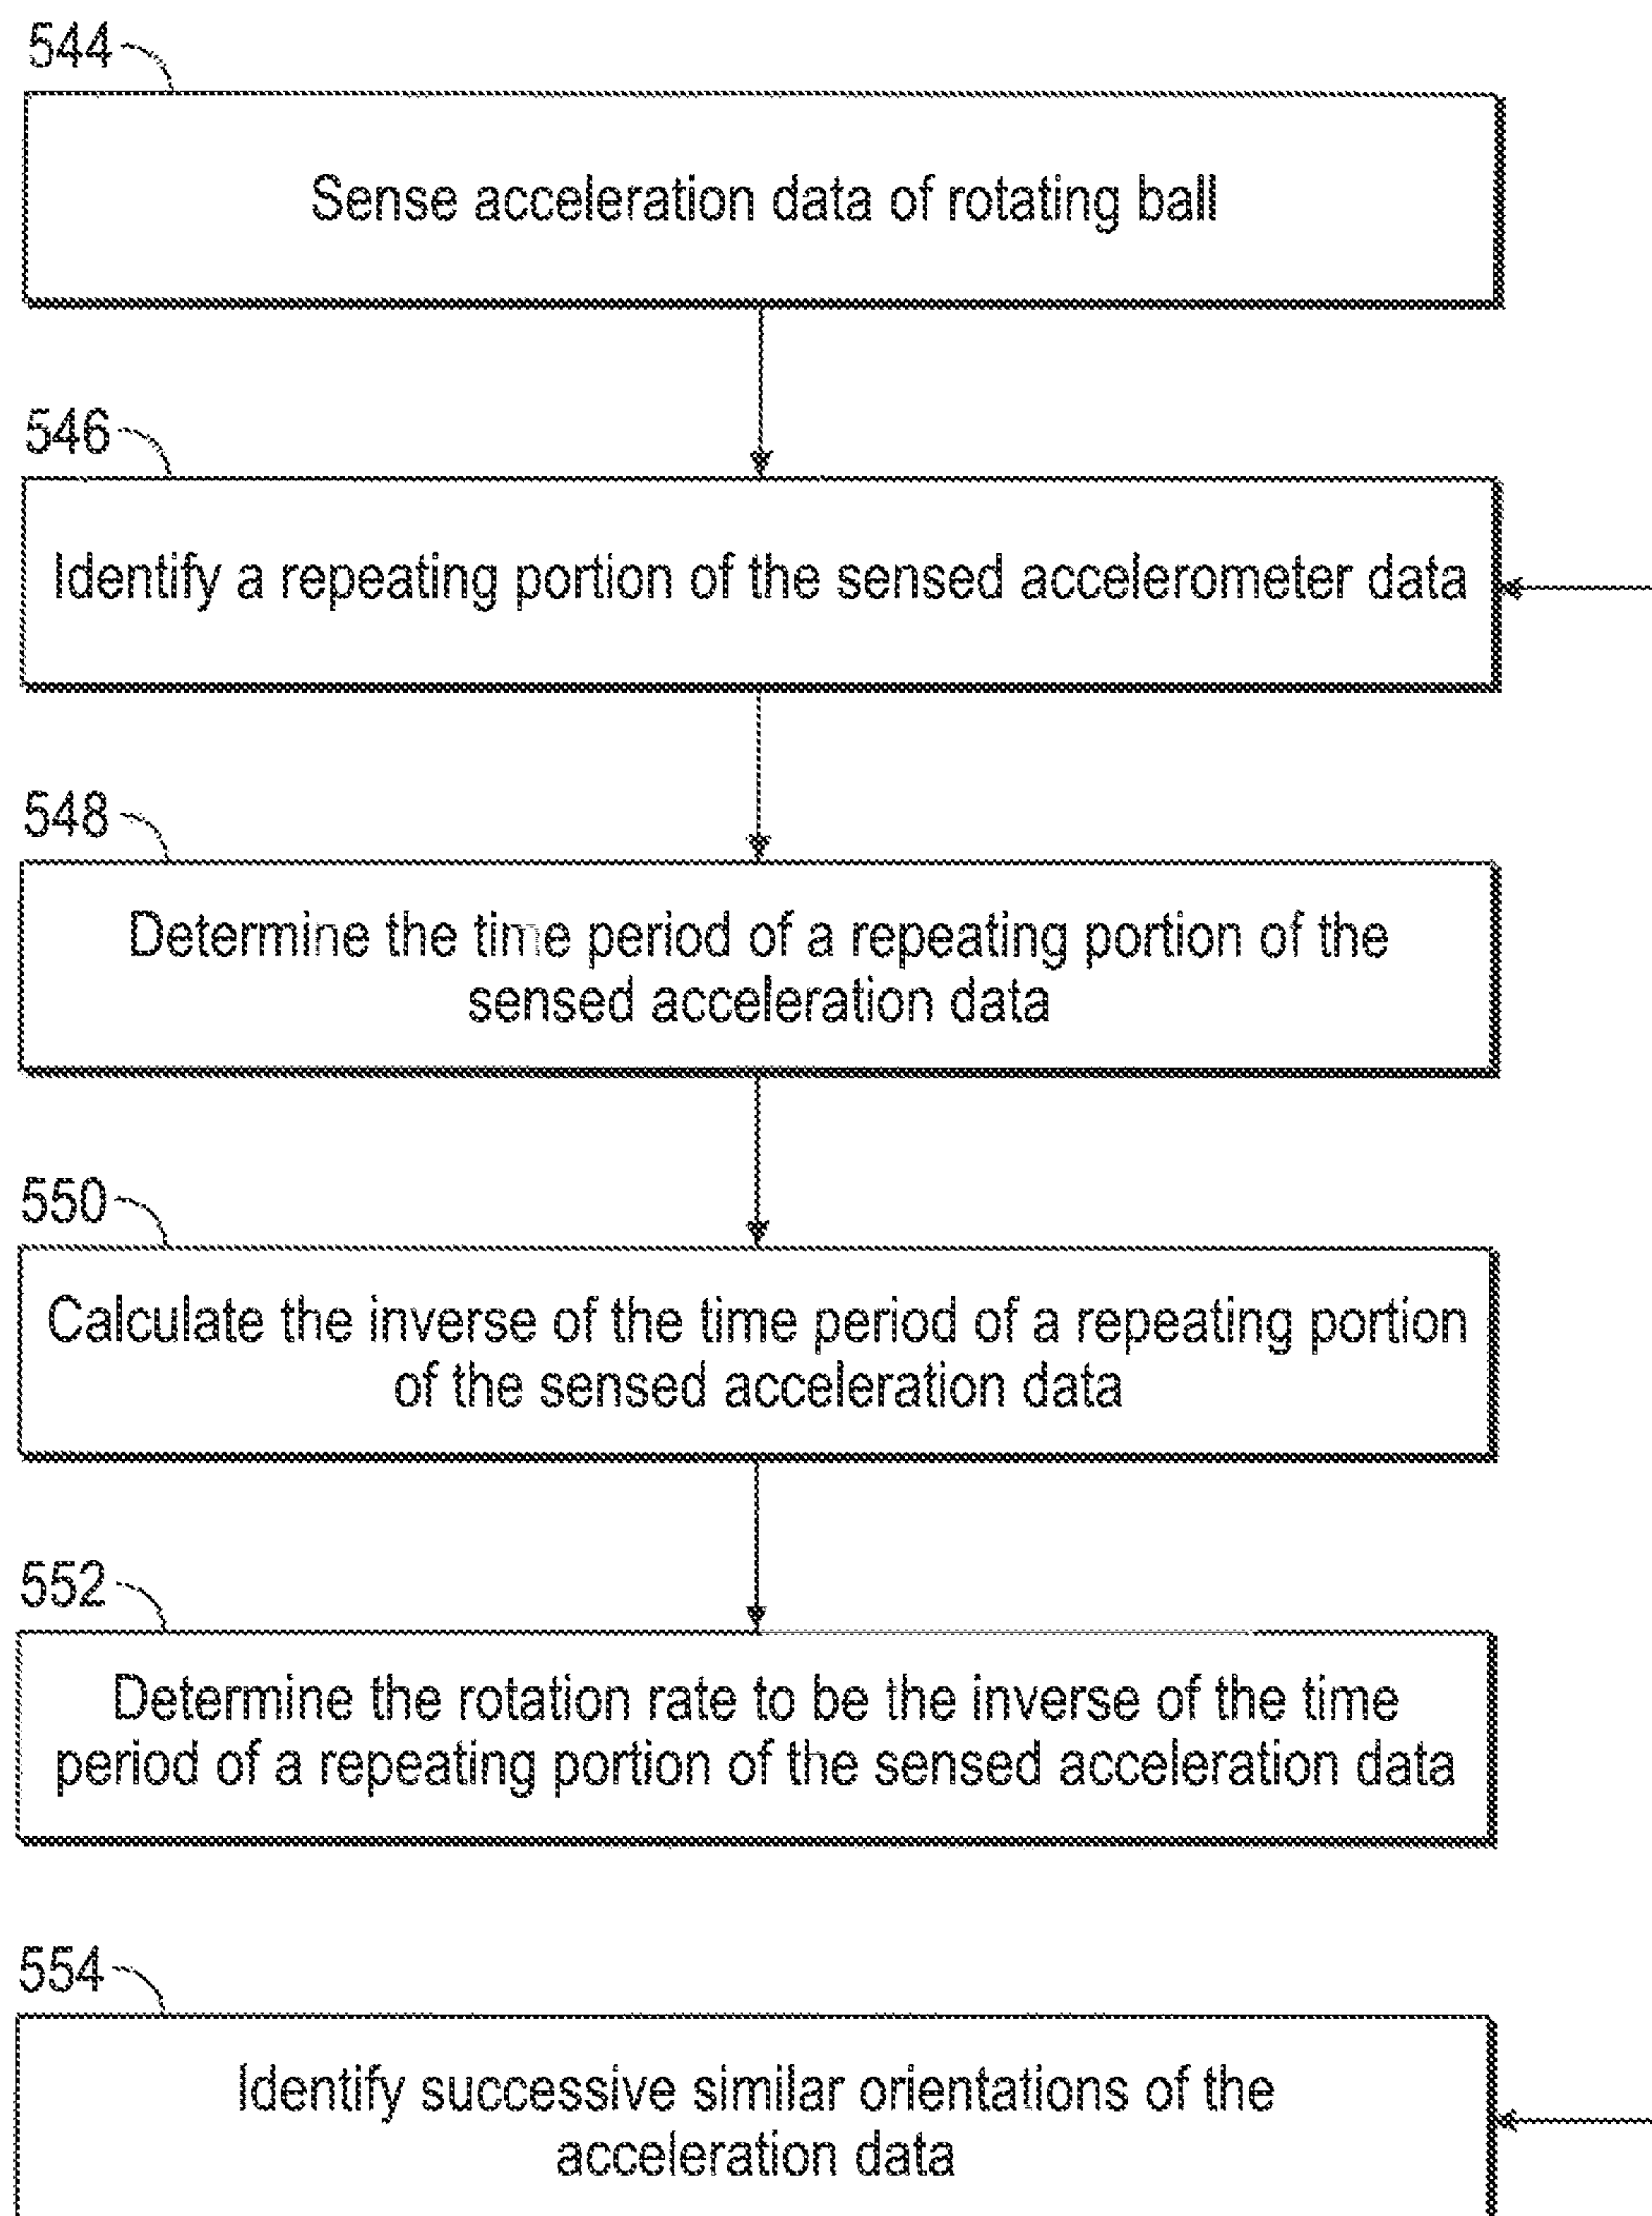 544
Sense acceleration data of rotating ball
546
Identify a repeating portion of the sensed accelerometer data
548
Determine the time period of a repeating portion of the
sensed acceleration data
550
Calculate the inverse of the time period of a repeating portion
of the sensed acceleration data
552
Determine the rotation rate to be the inverse of the time
period of a repeating portion of the sensed acceleration data
554
Identify successive similar orientations of the
acceleration data